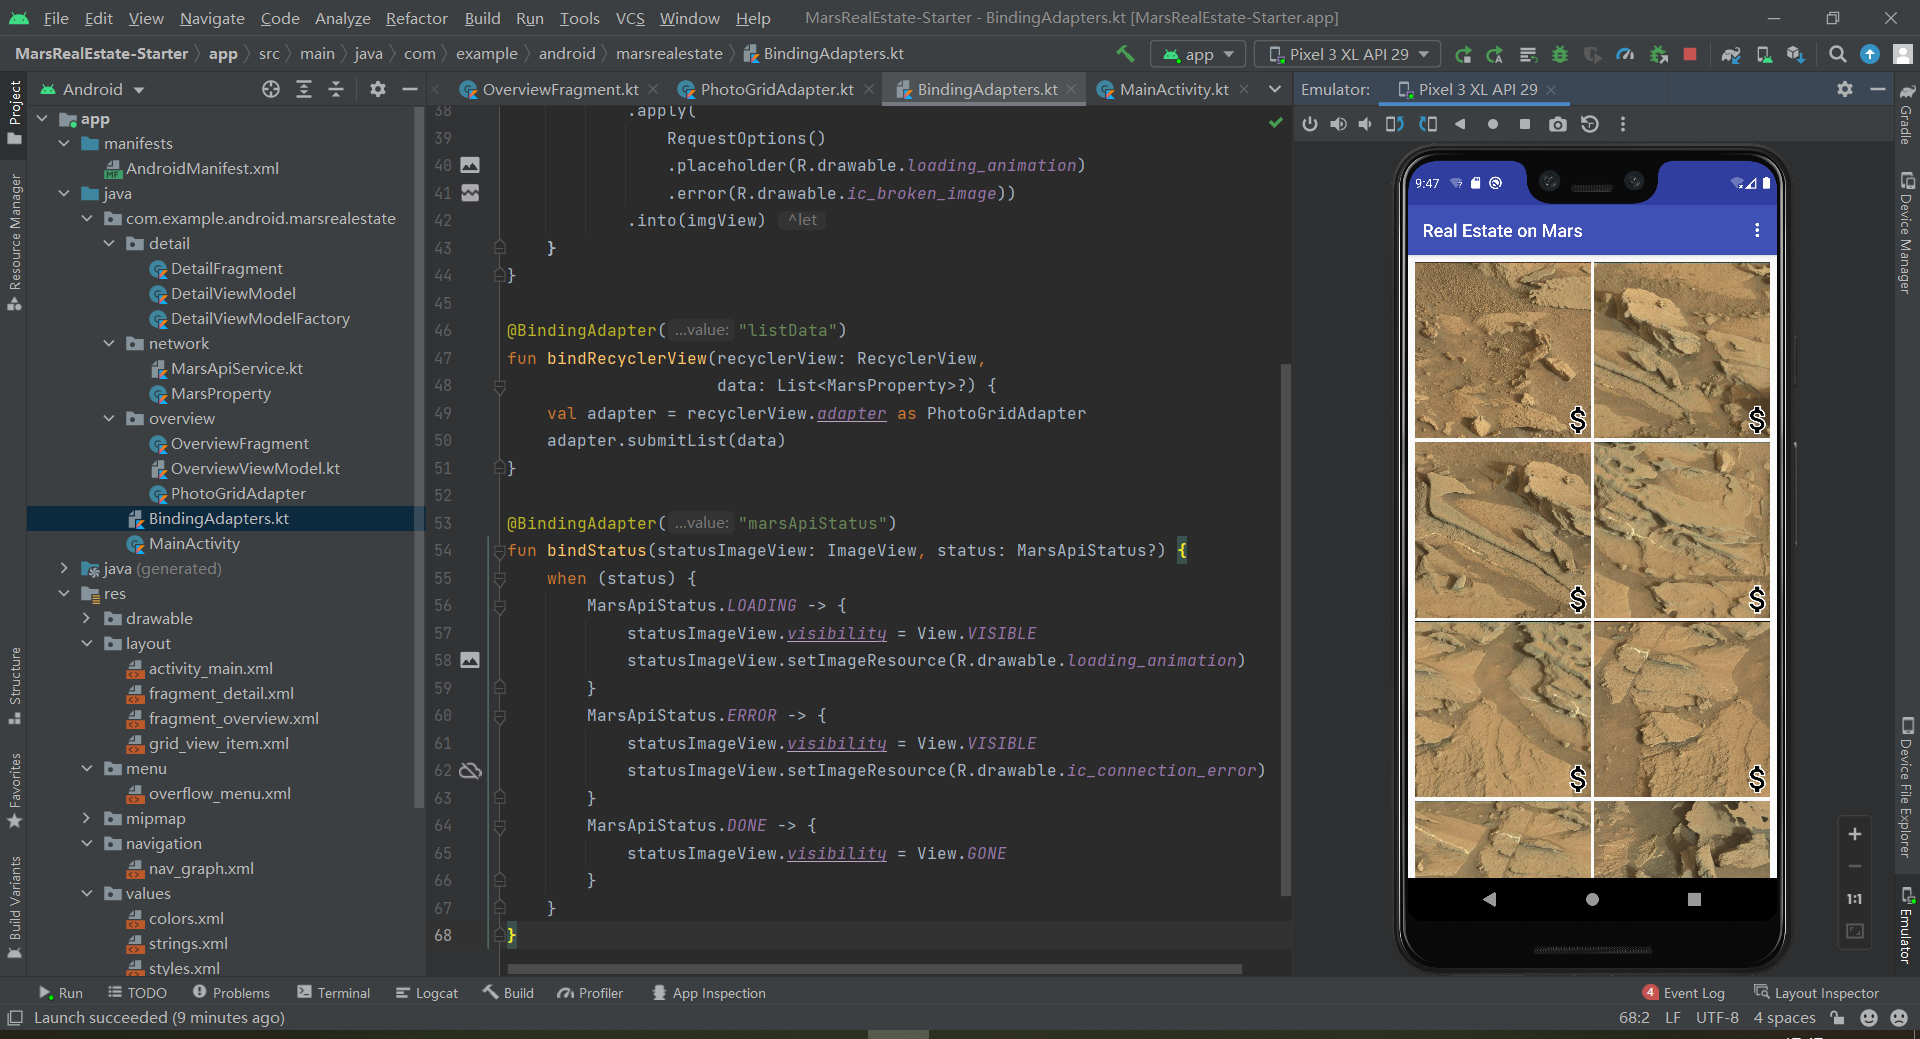 File Edit View Navigate Code Analyze Refactor Build Run Tools VCS Window Help MarsRealEstate-Starter - BindingAdapters.kt [MarsRealEstate-Starter.app]
MarsRealEstate-Starter app src main java com example android marsrealestate BindingAdapters.kt app Pixel 3 XL API 29
Project
Resource Manager
Structure
Favorites
Build Variants
Android
app
manifests
AndroidManifest.xml
java
com.example.android.marsrealestate
detail
DetailFragment
DetailViewModel
DetailViewModelFactory
network
MarsApiService.kt
MarsProperty
overview
OverviewFragment
OverviewViewModel.kt
PhotoGridAdapter
BindingAdapters.kt
MainActivity
java (generated)
res
drawable
layout
activity_main.xml
fragment_detail.xml
fragment_overview.xml
grid_view_item.xml
menu
overflow_menu.xml
mipmap
navigation
nav_graph.xml
values
colors.xml
strings.xml
styles.xml
OverviewFragment.kt PhotoGridAdapter.kt BindingAdapters.kt MainActivity.kt
38 .apply(
39 RequestOptions()
40 .placeholder(R.drawable.loading_animation)
41 .error(R.drawable.ic_broken_image))
42 .into(imgView) ^let
43 }
44 }
45
46 @BindingAdapter( ...value: "listData")
47 fun bindRecyclerView(recyclerView: RecyclerView,
48 data: List<MarsProperty>?) {
49 val adapter = recyclerView.adapter as PhotoGridAdapter
50 adapter.submitList(data)
51 }
52
53 @BindingAdapter( ...value: "marsApiStatus")
54 fun bindStatus(statusImageView: ImageView, status: MarsApiStatus?) {
55 when (status) {
56 MarsApiStatus.LOADING -> {
57 statusImageView.visibility = View.VISIBLE
58 statusImageView.setImageResource(R.drawable.loading_animation)
59 }
60 MarsApiStatus.ERROR -> {
61 statusImageView.visibility = View.VISIBLE
62 statusImageView.setImageResource(R.drawable.ic_connection_error)
63 }
64 MarsApiStatus.DONE -> {
65 statusImageView.visibility = View.GONE
66 }
67 }
68 }
Emulator: Pixel 3 XL API 29
9:47
Real Estate on Mars
$ $
$ $
$ $
1:1
Gradle
Device Manager
Device File Explorer
Emulator
Run TODO Problems Terminal Logcat Build Profiler App Inspection 4 Event Log Layout Inspector
Launch succeeded (9 minutes ago) 68:2 LF UTF-8 4 spaces